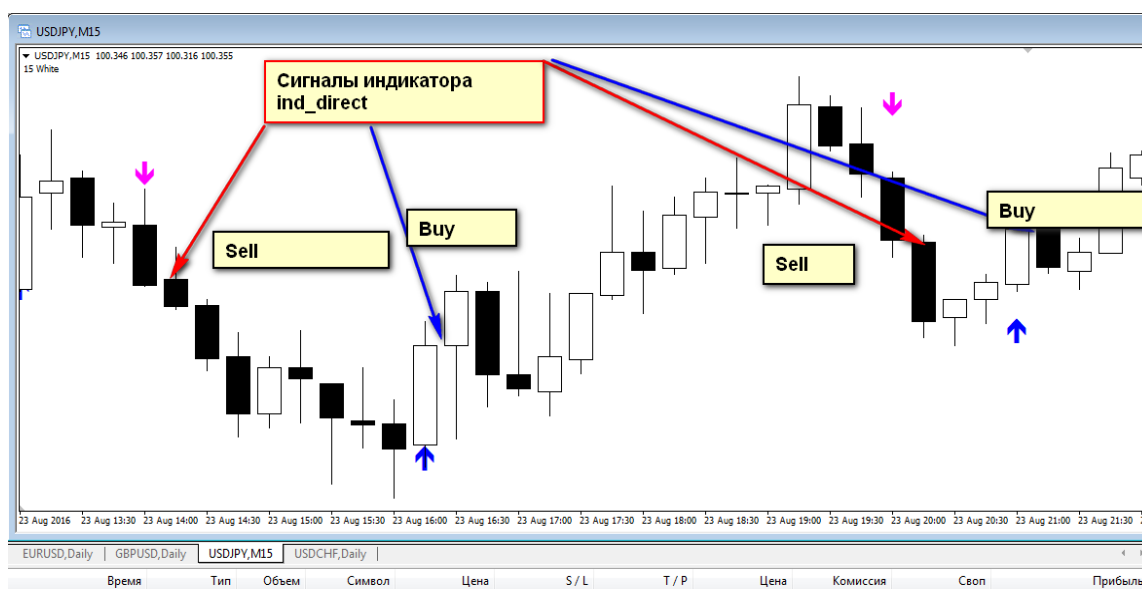 USDJPY,M15
USDJPY,M15 100.346 100.357 100.316 100.355
15 White
Сигналы индикатора
ind_direct
Sell
Buy
Sell
Buy
23 Aug 2016 23 Aug 13:30 23 Aug 14:00 23 Aug 14:30 23 Aug 15:00 23 Aug 15:30 23 Aug 16:00 23 Aug 16:30 23 Aug 17:00 23 Aug 17:30 23 Aug 18:00 23 Aug 18:30 23 Aug 19:00 23 Aug 19:30 23 Aug 20:00 23 Aug 20:30 23 Aug 21:00 23 Aug 21:30
EURUSD,Daily GBPUSD,Daily USDJPY,M15 USDCHF,Daily
Время Тип Объем Символ Цена S / L T / P Цена Комиссия Своп Прибыль